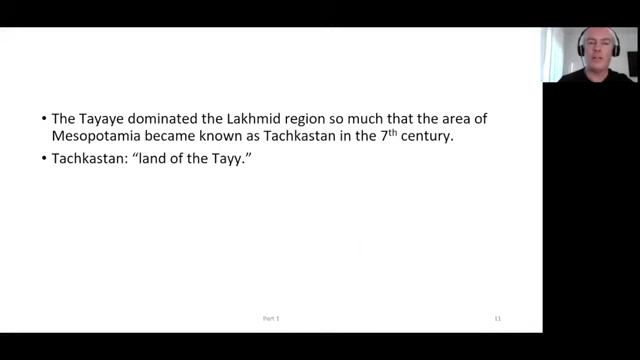 • The Tayaye dominated the Lakhmid region so much that the area of
Mesopotamia became known as Tachkastan in the 7th century.
• Tachkastan: “land of the Tayy.”
Part 1
11